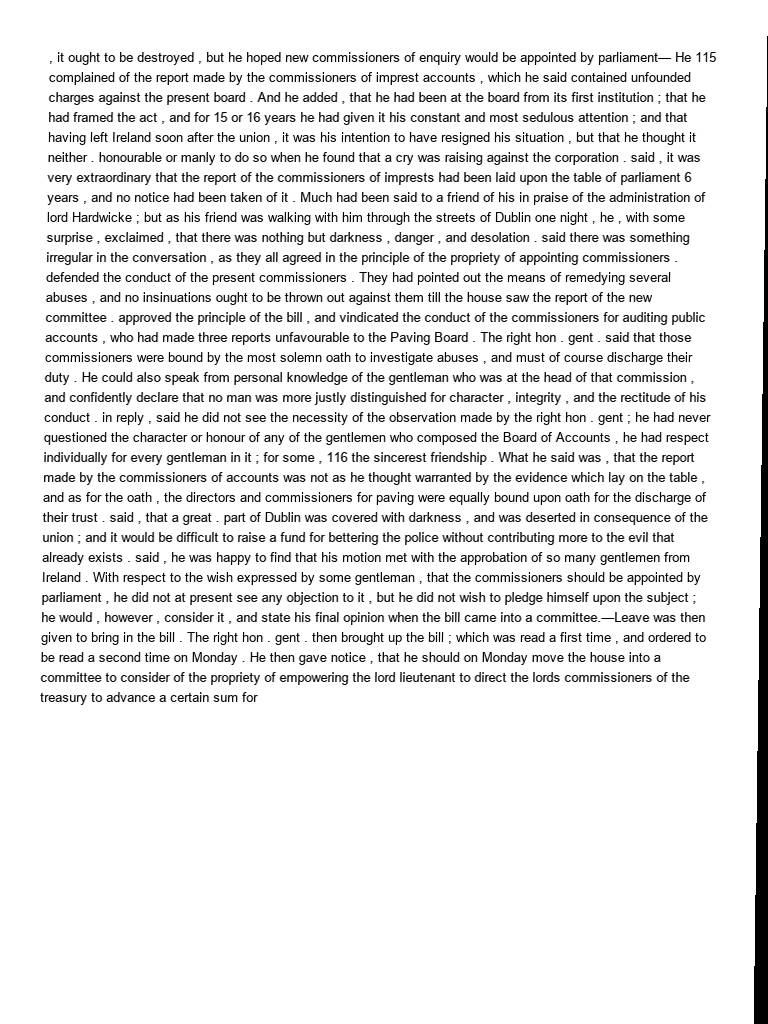 , it ought to be destroyed , but he hoped new commissioners of enquiry would be appointed by parliament— He 115
complained of the report made by the commissioners of imprest accounts , which he said contained unfounded
charges against the present board . And he added , that he had been at the board from its first institution ; that he
had framed the act , and for 15 or 16 years he had given it his constant and most sedulous attention ; and that
having left Ireland soon after the union , it was his intention to have resigned his situation , but that he thought it
neither . honourable or manly to do so when he found that a cry was raising against the corporation . said , it was
very extraordinary that the report of the commissioners of imprests had been laid upon the table of parliament 6
years , and no notice had been taken of it . Much had been said to a friend of his in praise of the administration of
lord Hardwicke ; but as his friend was walking with him through the streets of Dublin one night , he , with some
surprise , exclaimed , that there was nothing but darkness , danger , and desolation . said there was something
irregular in the conversation , as they all agreed in the principle of the propriety of appointing commissioners .
defended the conduct of the present commissioners . They had pointed out the means of remedying several
abuses , and no insinuations ought to be thrown out against them till the house saw the report of the new
committee . approved the principle of the bill , and vindicated the conduct of the commissioners for auditing public
accounts , who had made three reports unfavourable to the Paving Board . The right hon . gent . said that those
commissioners were bound by the most solemn oath to investigate abuses , and must of course discharge their
duty . He could also speak from personal knowledge of the gentleman who was at the head of that commission ,
and confidently declare that no man was more justly distinguished for character , integrity , and the rectitude of his
conduct . in reply , said he did not see the necessity of the observation made by the right hon . gent ; he had never
questioned the character or honour of any of the gentlemen who composed the Board of Accounts , he had respect
individually for every gentleman in it ; for some , 116 the sincerest friendship . What he said was , that the report
made by the commissioners of accounts was not as he thought warranted by the evidence which lay on the table ,
and as for the oath , the directors and commissioners for paving were equally bound upon oath for the discharge of
their trust . said , that a great . part of Dublin was covered with darkness , and was deserted in consequence of the
union ; and it would be difficult to raise a fund for bettering the police without contributing more to the evil that
already exists . said , he was happy to find that his motion met with the approbation of so many gentlemen from
Ireland . With respect to the wish expressed by some gentleman , that the commissioners should be appointed by
parliament , he did not at present see any objection to it , but he did not wish to pledge himself upon the subject ;
he would , however , consider it , and state his final opinion when the bill came into a committee.—Leave was then
given to bring in the bill . The right hon . gent . then brought up the bill ; which was read a first time , and ordered to
be read a second time on Monday . He then gave notice , that he should on Monday move the house into a
committee to consider of the propriety of empowering the lord lieutenant to direct the lords commissioners of the
treasury to advance a certain sum for